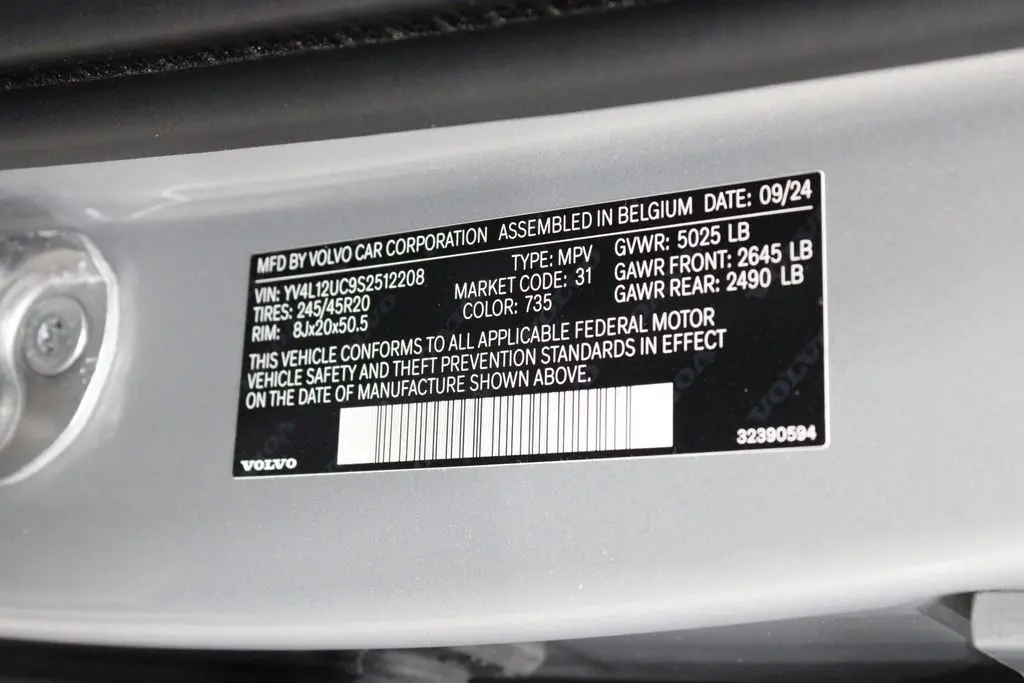 MFD BY VOLVO CAR CORPORATION ASSEMBLED IN BELGIUM DATE: 09/24
VIN: YV4L12UC9S2512208 TYPE: MPV GVWR: 5025 LB
TIRES: 245/45R20 MARKET CODE: 31 GAWR FRONT: 2645 LB
RIM: 8Jx20x50.5 COLOR: 735 GAWR REAR: 2490 LB
THIS VEHICLE CONFORMS TO ALL APPLICABLE FEDERAL MOTOR
VEHICLE SAFETY AND THEFT PREVENTION STANDARDS IN EFFECT
ON THE DATE OF MANUFACTURE SHOWN ABOVE.
VOLVO 32390594